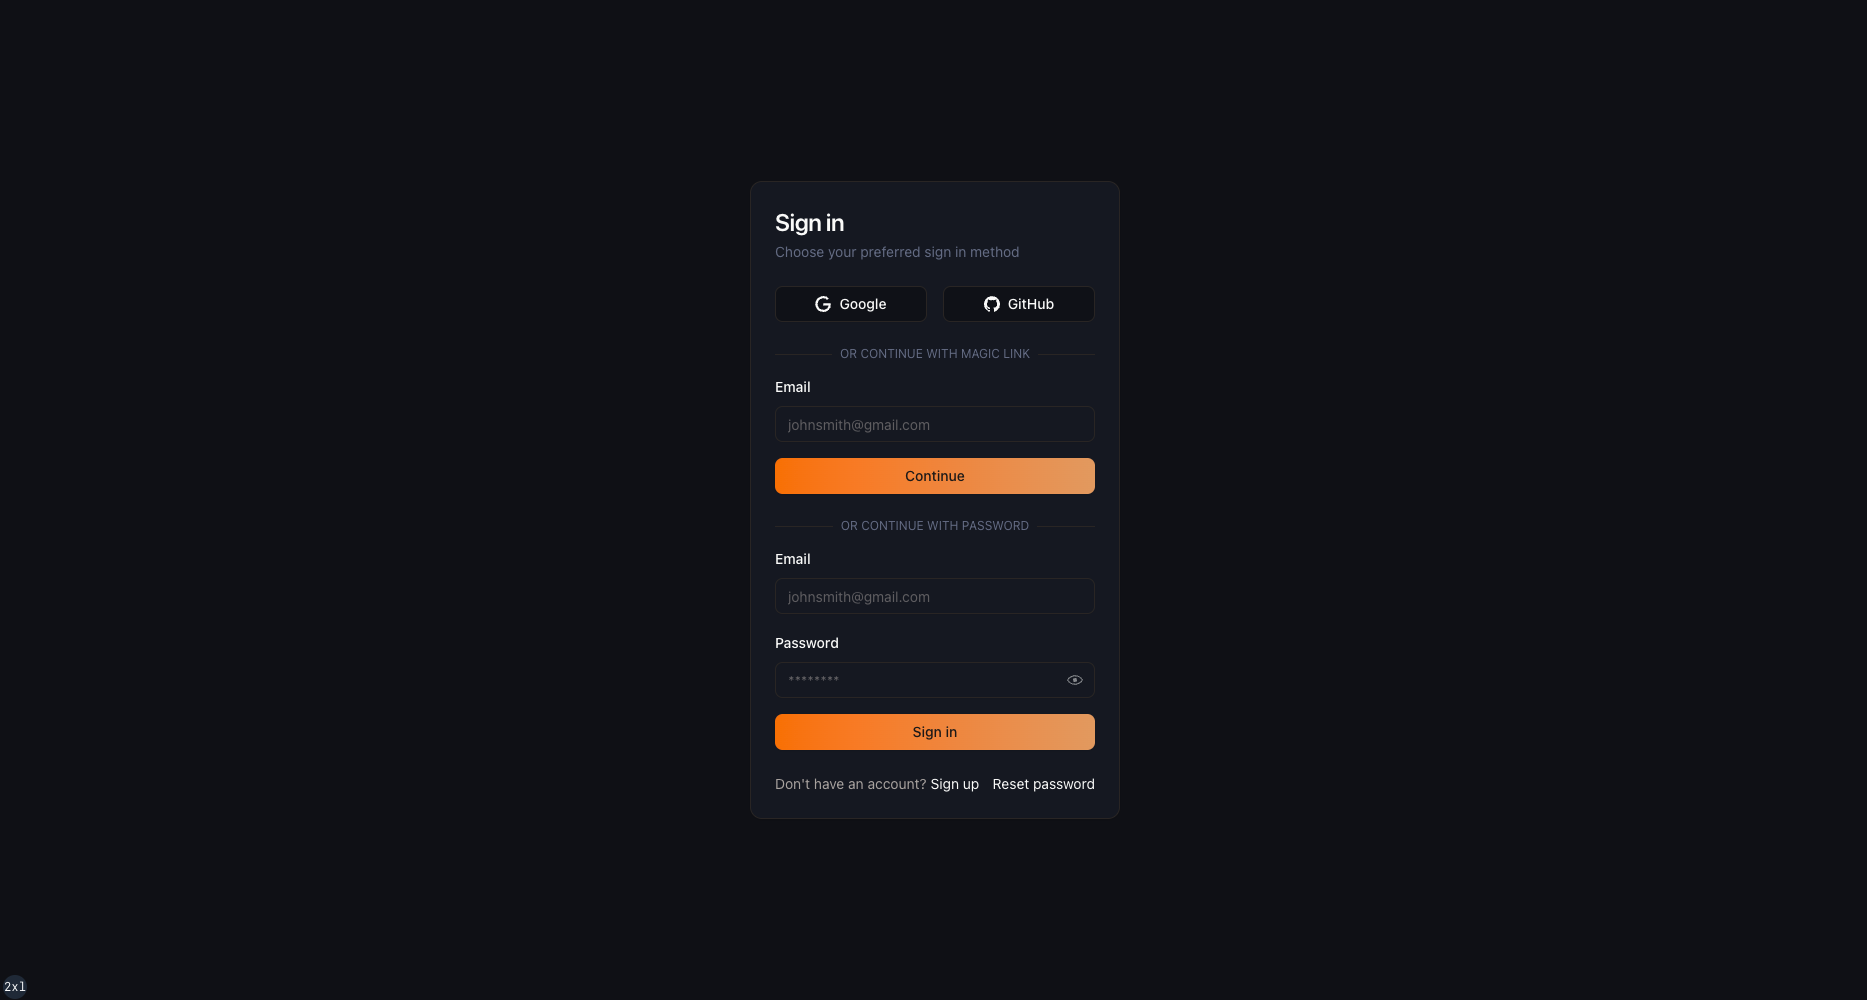 Sign in
Choose your preferred sign in method
Google
GitHub
OR CONTINUE WITH MAGIC LINK
Email
johnsmith@gmail.com
Continue
OR CONTINUE WITH PASSWORD
Email
johnsmith@gmail.com
Password
********
Sign in
Don't have an account? Sign up Reset password
2xl